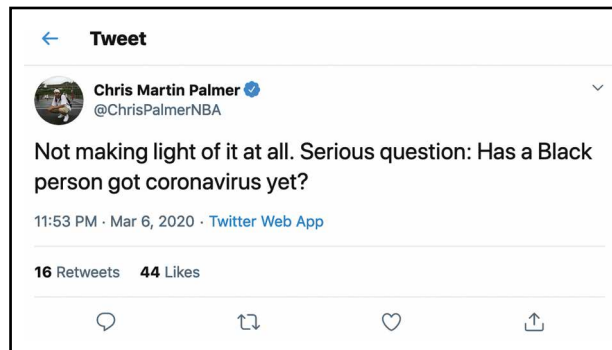 Tweet
Chris Martin Palmer
@ChrisPalmerNBA
Not making light of it at all. Serious question: Has a Black
person got coronavirus yet?
11:53 PM · Mar 6, 2020 · Twitter Web App
16 Retweets 44 Likes